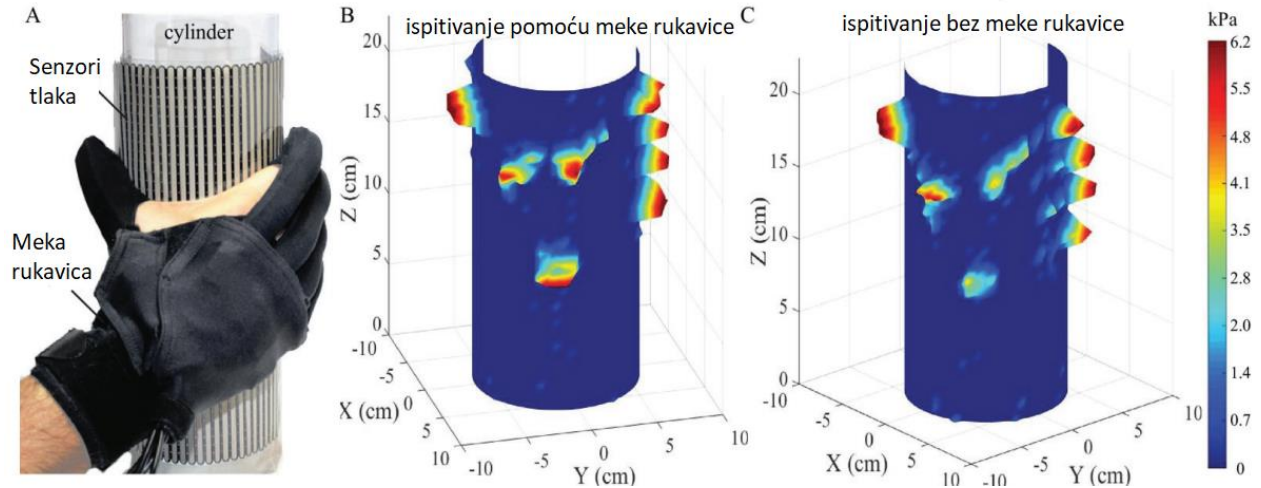 A
cylinder
Senzori
tlaka
Meka
rukavica
B
ispitivanje pomoću meke rukavice
20
15
10
5
0
Z (cm)
-10
-5
0
5
10
X (cm)
-10
-5
0
5
10
Y (cm)
C
ispitivanje bez meke rukavice
20
15
10
5
0
Z (cm)
-10
-5
0
5
10
X (cm)
-10
-5
0
5
10
Y (cm)
kPa
6.2
5.5
4.8
4.1
3.5
2.8
2.0
1.4
0.7
0